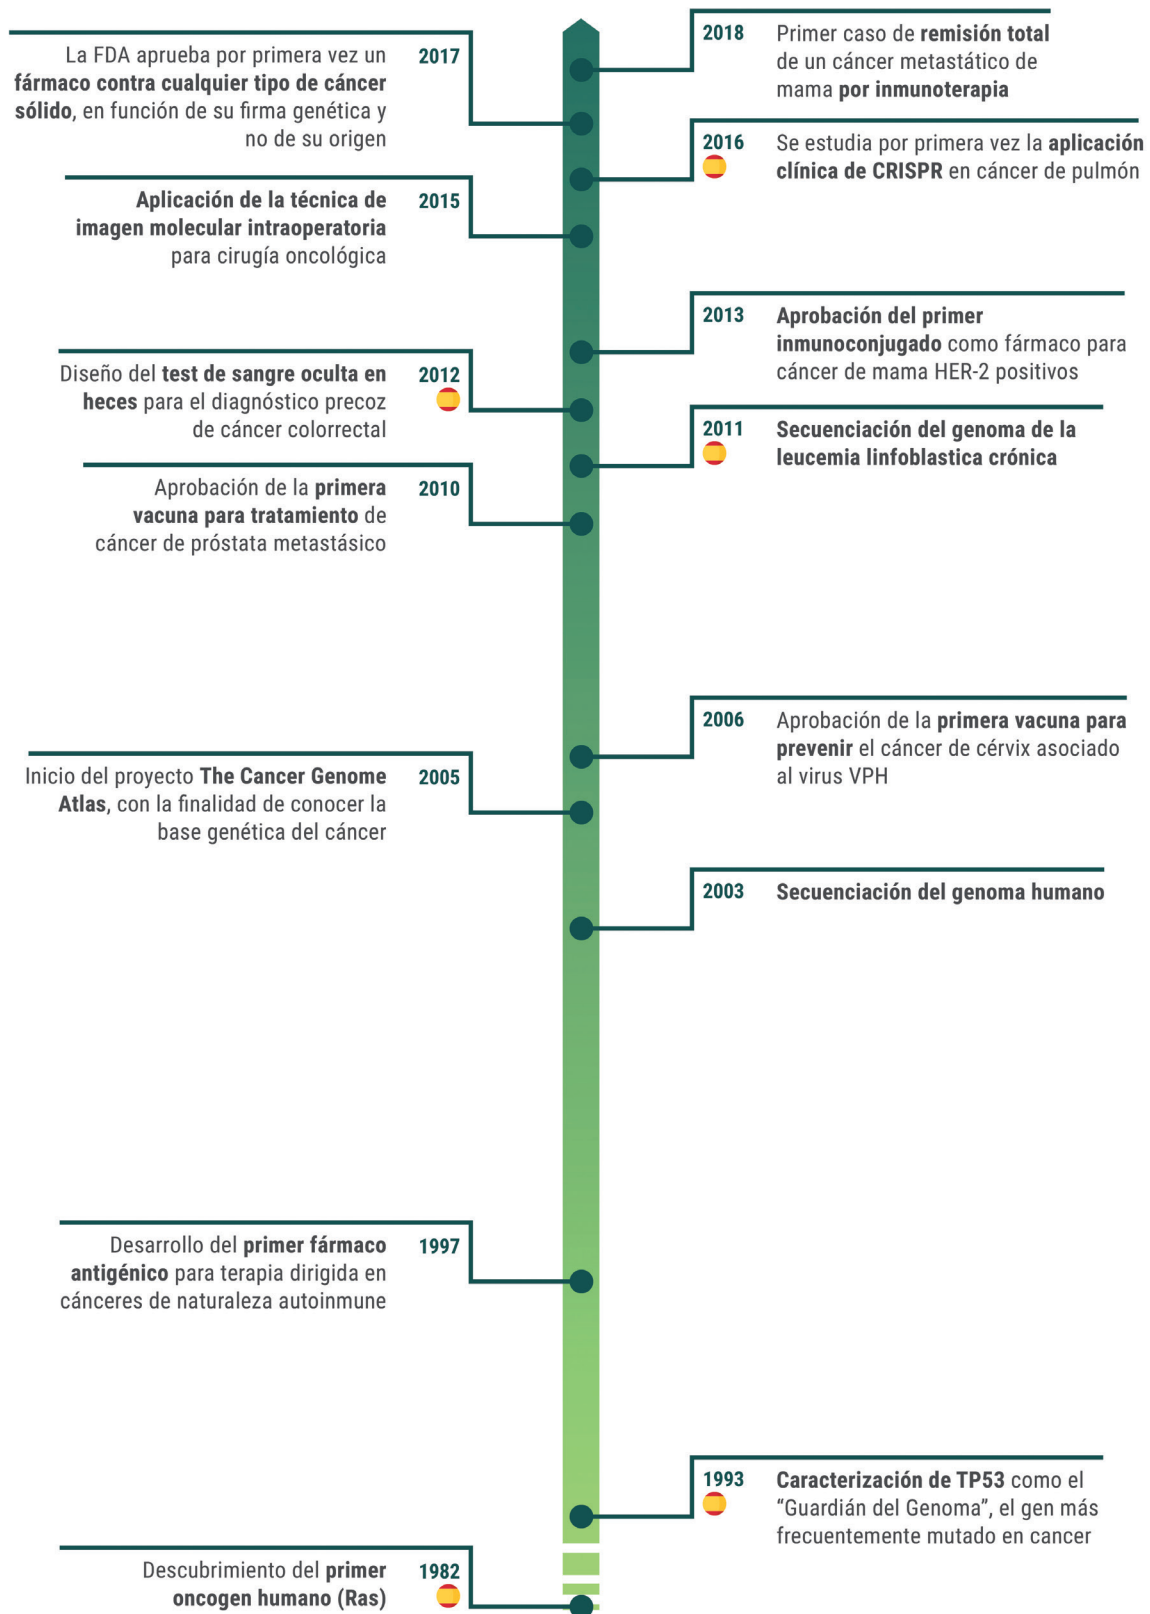 2018
Primer caso de remisión total
de un cáncer metastático de
mama por inmunoterapia
La FDA aprueba por primera vez un
fármaco contra cualquier tipo de cáncer
sólido, en función de su firma genética y
no de su origen
2017
2016
Se estudia por primera vez la aplicación
clínica de CRISPR en cáncer de pulmón
Aplicación de la técnica de
imagen molecular intraoperatoria
para cirugía oncológica
2015
2013
Aprobación del primer
inmunoconjugado como fármaco para
cáncer de mama HER-2 positivos
Diseño del test de sangre oculta en
heces para el diagnóstico precoz
de cáncer colorrectal
2012
2011
Secuenciación del genoma de la
leucemia linfoblastica crónica
Aprobación de la primera
vacuna para tratamiento de
cáncer de próstata metastásico
2010
2006
Aprobación de la primera vacuna para
prevenir el cáncer de cérvix asociado
al virus VPH
Inicio del proyecto The Cancer Genome
Atlas, con la finalidad de conocer la
base genética del cáncer
2005
2003
Secuenciación del genoma humano
Desarrollo del primer fármaco
antigénico para terapia dirigida en
cánceres de naturaleza autoinmune
1997
1993
Caracterización de TP53 como el
“Guardián del Genoma”, el gen más
frecuentemente mutado en cancer
Descubrimiento del primer
oncogen humano (Ras)
1982